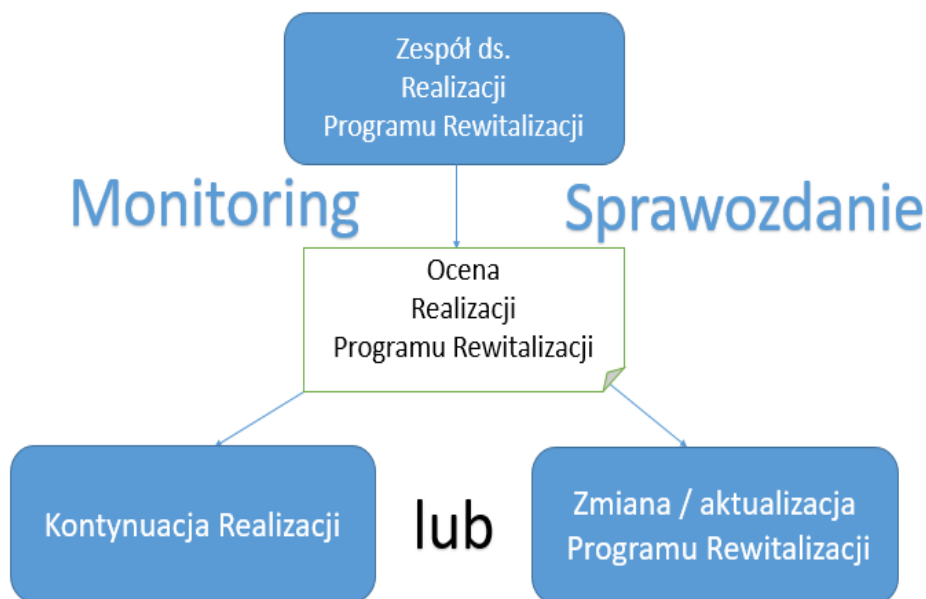 Zespół ds.
Realizacji
Programu Rewitalizacji
Monitoring
Sprawozdanie
Ocena
Realizacji
Programu Rewitalizacji
Kontynuacja Realizacji
lub
Zmiana / aktualizacja
Programu Rewitalizacji